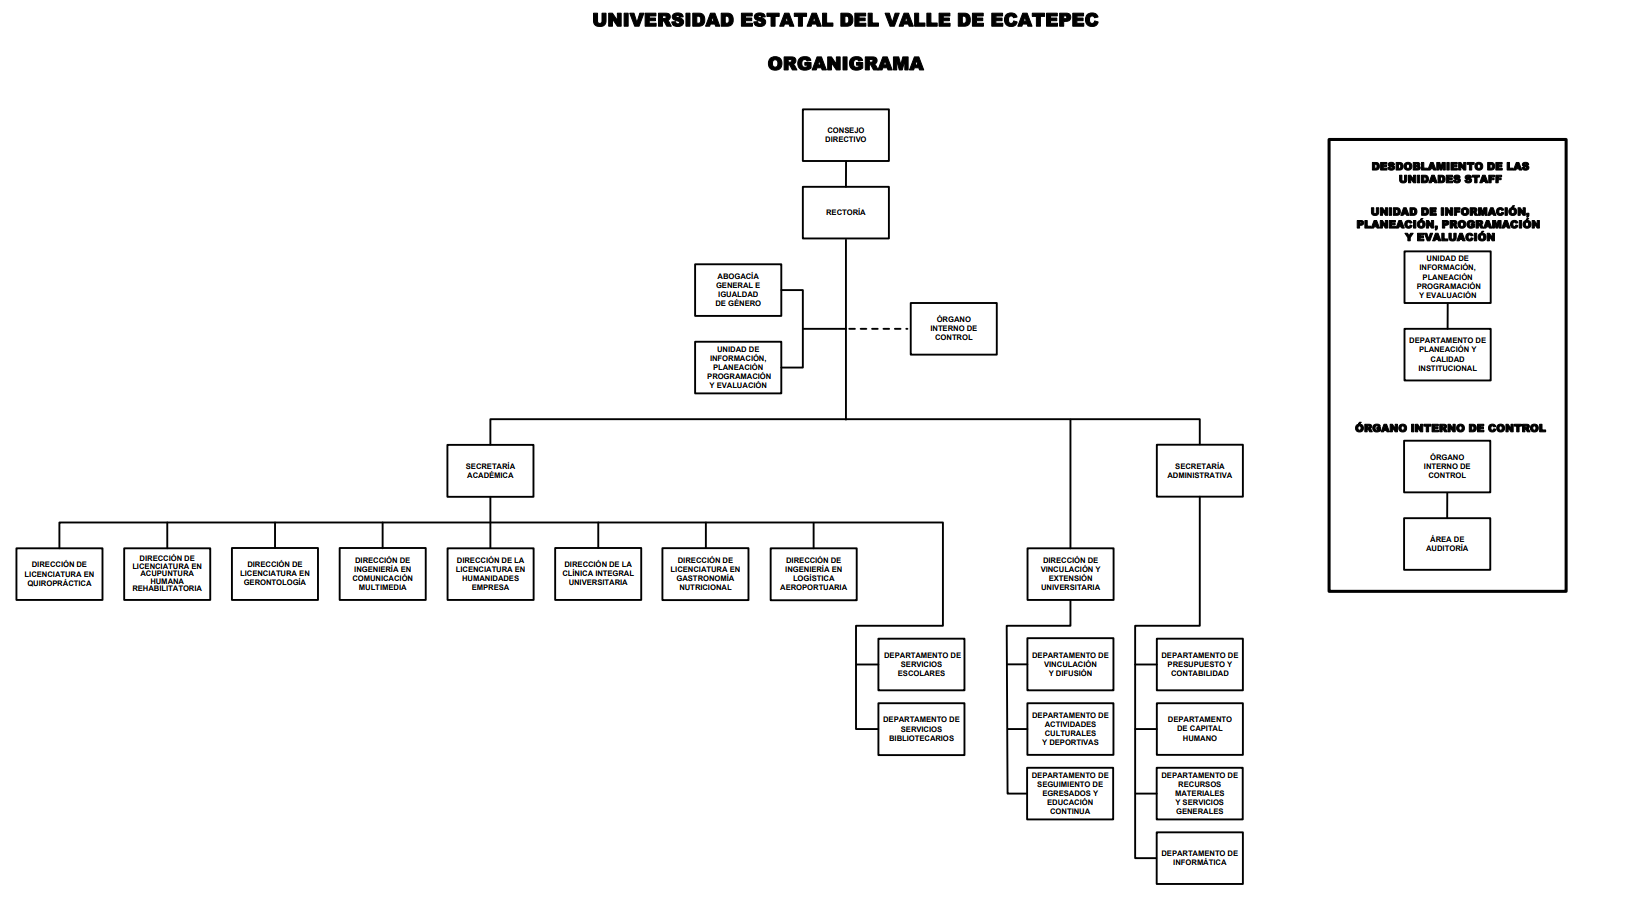 UNIVERSIDAD ESTATAL DEL VALLE DE ECATEPEC
ORGANIGRAMA
CONSEJO
DIRECTIVO
RECTORÍA
ABOGACÍA
GENERAL E
IGUALDAD
DE GÉNERO
UNIDAD DE
INFORMACIÓN,
PLANEACIÓN
PROGRAMACIÓN
Y EVALUACIÓN
ÓRGANO
INTERNO DE
CONTROL
SECRETARÍA
ACADÉMICA
SECRETARÍA
ADMINISTRATIVA
DIRECCIÓN DE
LICENCIATURA EN
QUIROPRÁCTICA
DIRECCIÓN DE
LICENCIATURA EN
ACUPUNTURA
HUMANA
REHABILITATORIA
DIRECCIÓN DE
LICENCIATURA EN
GERONTOLOGÍA
DIRECCIÓN DE
INGENIERÍA EN
COMUNICACIÓN
MULTIMEDIA
DIRECCIÓN DE LA
LICENCIATURA EN
HUMANIDADES
EMPRESA
DIRECCIÓN DE LA
CLÍNICA INTEGRAL
UNIVERSITARIA
DIRECCIÓN DE
LICENCIATURA EN
GASTRONOMÍA
NUTRICIONAL
DIRECCIÓN DE
INGENIERÍA EN
LOGÍSTICA
AEROPORTUARIA
DIRECCIÓN DE
VINCULACIÓN Y
EXTENSIÓN
UNIVERSITARIA
DEPARTAMENTO DE
SERVICIOS
ESCOLARES
DEPARTAMENTO DE
SERVICIOS
BIBLIOTECARIOS
DEPARTAMENTO DE
VINCULACIÓN
Y DIFUSIÓN
DEPARTAMENTO DE
ACTIVIDADES
CULTURALES
Y DEPORTIVAS
DEPARTAMENTO DE
SEGUIMIENTO DE
EGRESADOS Y
EDUCACIÓN
CONTINUA
DEPARTAMENTO DE
PRESUPUESTO Y
CONTABILIDAD
DEPARTAMENTO
DE CAPITAL
HUMANO
DEPARTAMENTO DE
RECURSOS
MATERIALES
Y SERVICIOS
GENERALES
DEPARTAMENTO DE
INFORMÁTICA
DESDOBLAMIENTO DE LAS
UNIDADES STAFF
UNIDAD DE INFORMACIÓN,
PLANEACIÓN, PROGRAMACIÓN
Y EVALUACIÓN
UNIDAD DE
INFORMACIÓN,
PLANEACIÓN
PROGRAMACIÓN
Y EVALUACIÓN
DEPARTAMENTO DE
PLANEACIÓN Y
CALIDAD
INSTITUCIONAL
ÓRGANO INTERNO DE CONTROL
ÓRGANO
INTERNO DE
CONTROL
ÁREA DE
AUDITORÍA